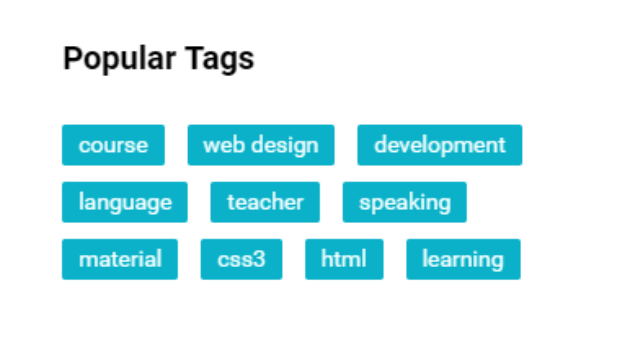 Popular Tags
course web design development
language teacher speaking
material css3 html learning